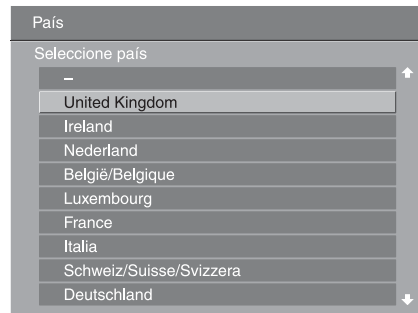 País
Seleccione país
–
United Kingdom
Ireland
Nederland
België/Belgique
Luxembourg
France
Italia
Schweiz/Suisse/Svizzera
Deutschland